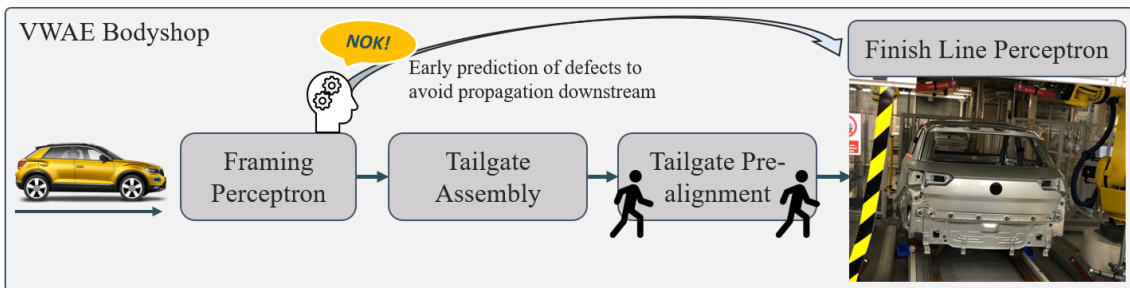 VWAE Bodyshop
NOK!
Early prediction of defects to
avoid propagation downstream
Finish Line Perceptron
Framing
Perceptron
Tailgate
Assembly
Tailgate Pre-
alignment